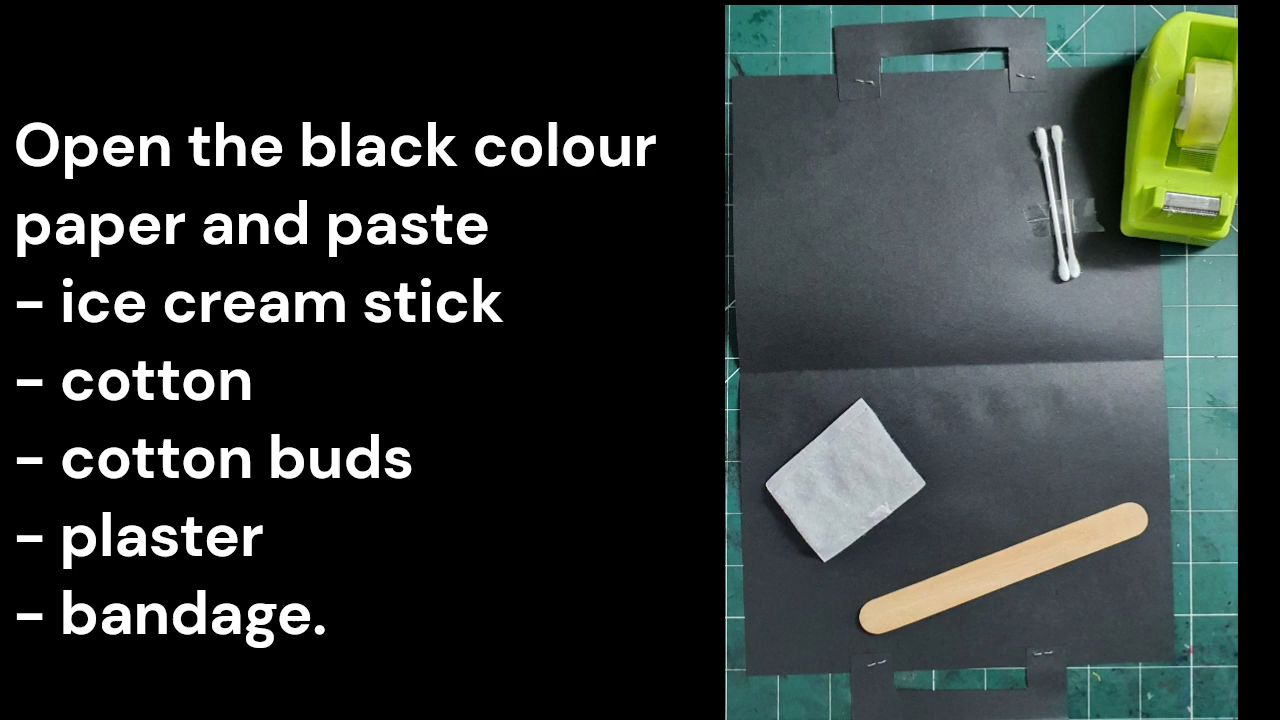 Open the black colour
paper and paste
- ice cream stick
- cotton
- cotton buds
- plaster
- bandage.